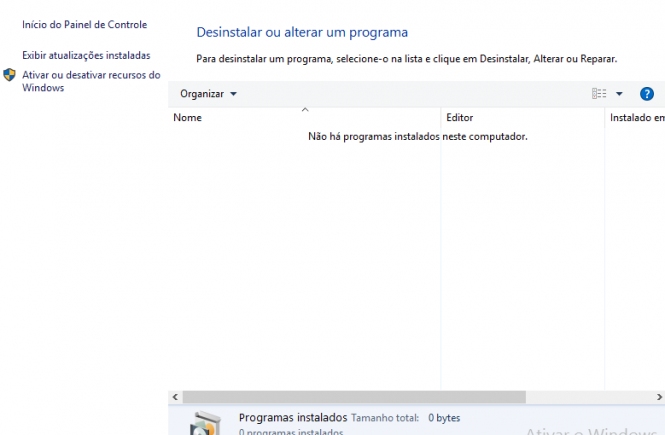 Início do Painel de Controle
Exibir atualizações instaladas
Ativar ou desativar recursos do
Windows
Desinstalar ou alterar um programa
Para desinstalar um programa, selecione-o na lista e clique em Desinstalar, Alterar ou Reparar.
Organizar
Nome Editor Instalado em
Não há programas instalados neste computador.
Programas instalados Tamanho total: 0 bytes
0 programas instalados
Ativar o Windows